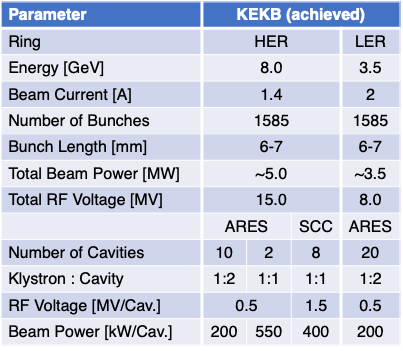 Parameter KEKB (achieved)
Ring HER LER
Energy [GeV] 8.0 3.5
Beam Current [A] 1.4 2
Number of Bunches 1585 1585
Bunch Length [mm] 6-7 6-7
Total Beam Power [MW] ~5.0 ~3.5
Total RF Voltage [MV] 15.0 8.0
ARES SCC ARES
Number of Cavities 10 2 8 20
Klystron : Cavity 1:2 1:1 1:1 1:2
RF Voltage [MV/Cav.] 0.5 1.5 0.5
Beam Power [kW/Cav.] 200 550 400 200